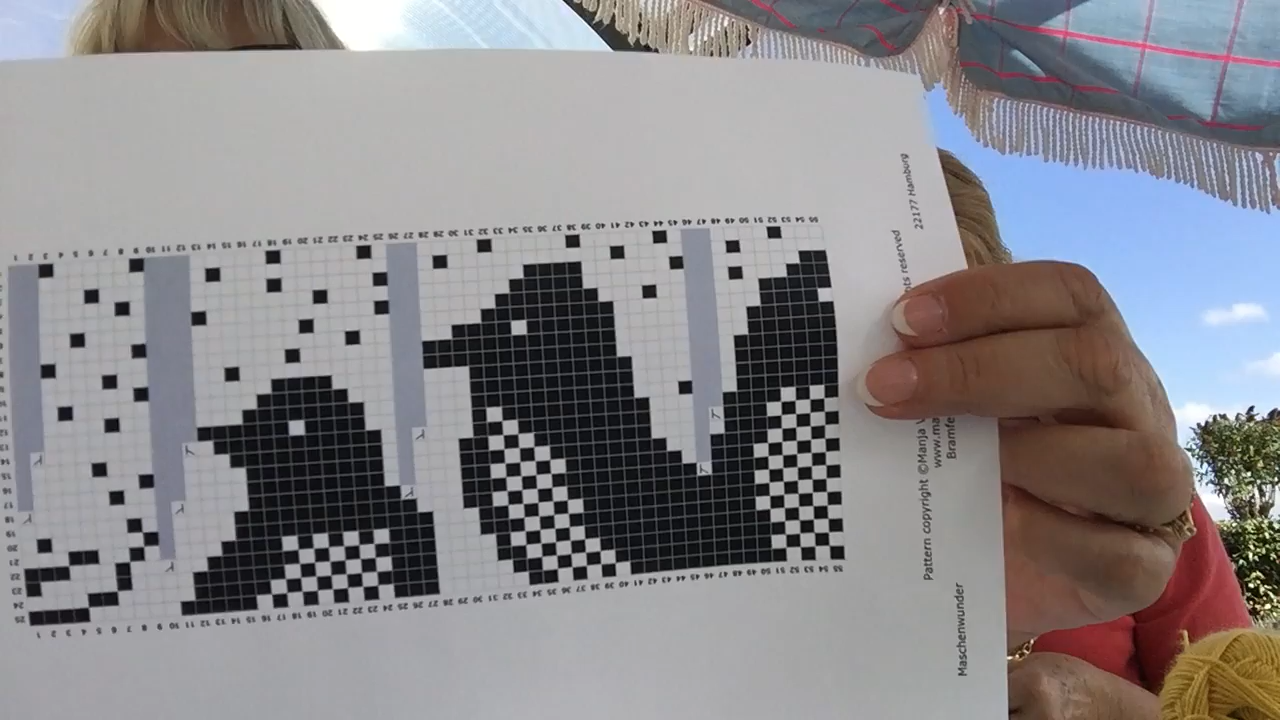 1 2 3 4 5 6 7 8 9 10 11 12 13 14 15 16 17 18 19 20 21 22 23 24 25 26 27 28 29 30 31 32 33 34 35 36 37 38 39 40 41 42 43 44 45 46 47 48 49 50 51 52 53 54 55
1 2 3 4 5 6 7 8 9 10 11 12 13 14 15 16 17 18 19 20 21 22 23 24 25 26 27 28 29 30 31 32 33 34 35 36 37 38 39 40 41 42 43 44 45 46 47 48 49 50 51 52 53 54 55
Maschenwunder
Pattern copyright ©Manja
www.ma
Bramfe
22177 Hamburg
reserved